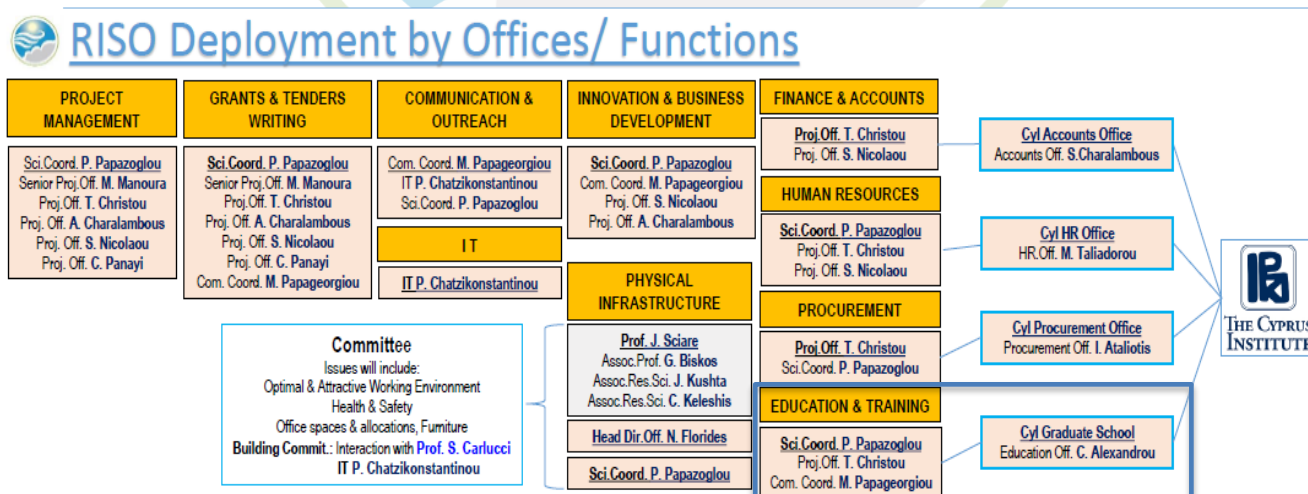 RISO Deployment by Offices/ Functions
PROJECT
MANAGEMENT
Sci.Coord. P. Papazoglou
Senior Proj.Off. M. Manoura
Proj.Off. T. Christou
Proj. Off. A. Charalambous
Proj. Off. S. Nicolaou
Proj. Off. C. Panayi
GRANTS & TENDERS
WRITING
Sci.Coord. P. Papazoglou
Senior Proj.Off. M. Manoura
Proj.Off. T. Christou
Proj. Off. A. Charalambous
Proj. Off. S. Nicolaou
Proj. Off. C. Panayi
Com. Coord. M. Papageorgiou
COMMUNICATION &
OUTREACH
Com. Coord. M. Papageorgiou
IT P. Chatzikonstantinou
Sci.Coord. P. Papazoglou
I T
IT P. Chatzikonstantinou
INNOVATION & BUSINESS
DEVELOPMENT
Sci.Coord. P. Papazoglou
Com. Coord. M. Papageorgiou
Proj. Off. S. Nicolaou
Proj. Off. A. Charalambous
PHYSICAL
INFRASTRUCTURE
Prof. J. Sciare
Assoc.Prof. G. Biskos
Assoc.Res.Sci. J. Kushta
Assoc.Res.Sci. C. Keleshis
Head Dir.Off. N. Florides
Sci.Coord. P. Papazoglou
Committee
Issues will include:
Optimal & Attractive Working Environment
Health & Safety
Office spaces & allocations, Furniture
Building Commit.: Interaction with Prof. S. Carlucci
IT P. Chatzikonstantinou
FINANCE & ACCOUNTS
Proj.Off. T. Christou
Proj. Off. S. Nicolaou
HUMAN RESOURCES
Sci.Coord. P. Papazoglou
Proj.Off. T. Christou
Proj. Off. S. Nicolaou
PROCUREMENT
Proj.Off. T. Christou
Sci.Coord. P. Papazoglou
EDUCATION & TRAINING
Sci.Coord. P. Papazoglou
Proj.Off. T. Christou
Com. Coord. M. Papageorgiou
CyI Accounts Office
Accounts Off. S.Charalambous
CyI HR Office
HR.Off. M. Taliadorou
CyI Procurement Office
Procurement Off. I. Ataliotis
CyI Graduate School
Education Off. C. Alexandrou
THE CYPRUS
INSTITUTE